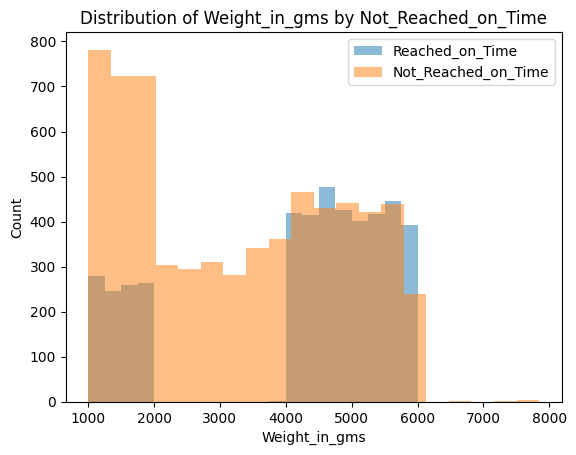 Distribution of Weight_in_gms by Not_Reached_on_Time
Reached_on_Time
Not_Reached_on_Time
Count
800
700
600
500
400
300
200
100
0
1000 2000 3000 4000 5000 6000 7000 8000
Weight_in_gms